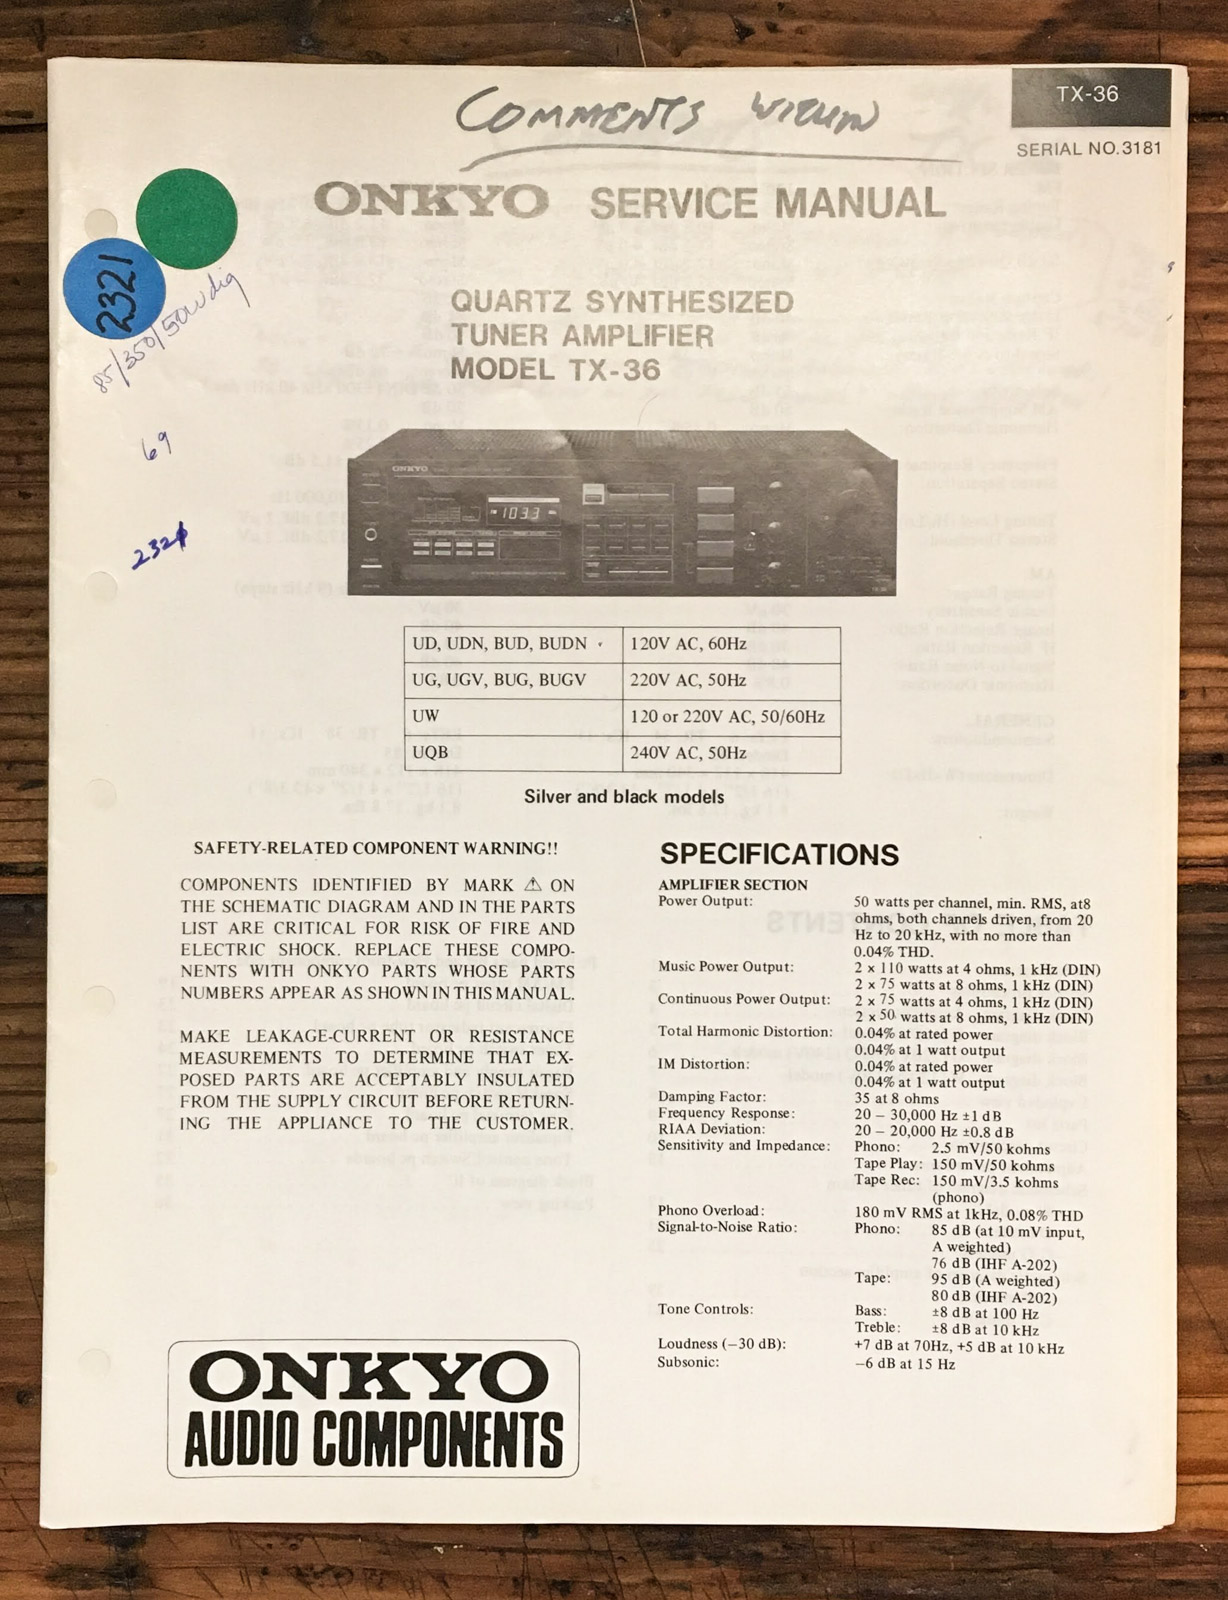 COMMENTS WITHIN
TX-36
SERIAL NO.3181
ONKYO SERVICE MANUAL
2321
85/350/50W dig
69
QUARTZ SYNTHESIZED
TUNER AMPLIFIER
MODEL TX-36
ONKYO
103.3
UD, UDN, BUD, BUDN 120V AC, 60Hz
UG, UGV, BUG, BUGV 220V AC, 50Hz
UW 120 or 220V AC, 50/60Hz
UQB 240V AC, 50Hz
Silver and black models
SAFETY-RELATED COMPONENT WARNING!!
COMPONENTS IDENTIFIED BY MARK ⚠ ON
THE SCHEMATIC DIAGRAM AND IN THE PARTS
LIST ARE CRITICAL FOR RISK OF FIRE AND
ELECTRIC SHOCK. REPLACE THESE COMPO-
NENTS WITH ONKYO PARTS WHOSE PARTS
NUMBERS APPEAR AS SHOWN IN THIS MANUAL.
MAKE LEAKAGE-CURRENT OR RESISTANCE
MEASUREMENTS TO DETERMINE THAT EX-
POSED PARTS ARE ACCEPTABLY INSULATED
FROM THE SUPPLY CIRCUIT BEFORE RETURN-
ING THE APPLIANCE TO THE CUSTOMER.
SPECIFICATIONS
AMPLIFIER SECTION
Power Output: 50 watts per channel, min. RMS, at8
ohms, both channels driven, from 20
Hz to 20 kHz, with no more than
0.04% THD.
Music Power Output: 2 x 110 watts at 4 ohms, 1 kHz (DIN)
2 x 75 watts at 8 ohms, 1 kHz (DIN)
Continuous Power Output: 2 x 75 watts at 4 ohms, 1 kHz (DIN)
2 x 50 watts at 8 ohms, 1 kHz (DIN)
Total Harmonic Distortion: 0.04% at rated power
0.04% at 1 watt output
IM Distortion: 0.04% at rated power
0.04% at 1 watt output
Damping Factor: 35 at 8 ohms
Frequency Response: 20 – 30,000 Hz ±1 dB
RIAA Deviation: 20 – 20,000 Hz ±0.8 dB
Sensitivity and Impedance: Phono: 2.5 mV/50 kohms
Tape Play: 150 mV/50 kohms
Tape Rec: 150 mV/3.5 kohms
(phono)
Phono Overload: 180 mV RMS at 1kHz, 0.08% THD
Signal-to-Noise Ratio: Phono: 85 dB (at 10 mV input,
A weighted)
76 dB (IHF A-202)
Tape: 95 dB (A weighted)
80 dB (IHF A-202)
Tone Controls: Bass: ±8 dB at 100 Hz
Treble: ±8 dB at 10 kHz
Loudness (−30 dB): +7 dB at 70Hz, +5 dB at 10 kHz
Subsonic: −6 dB at 15 Hz
ONKYO
AUDIO COMPONENTS